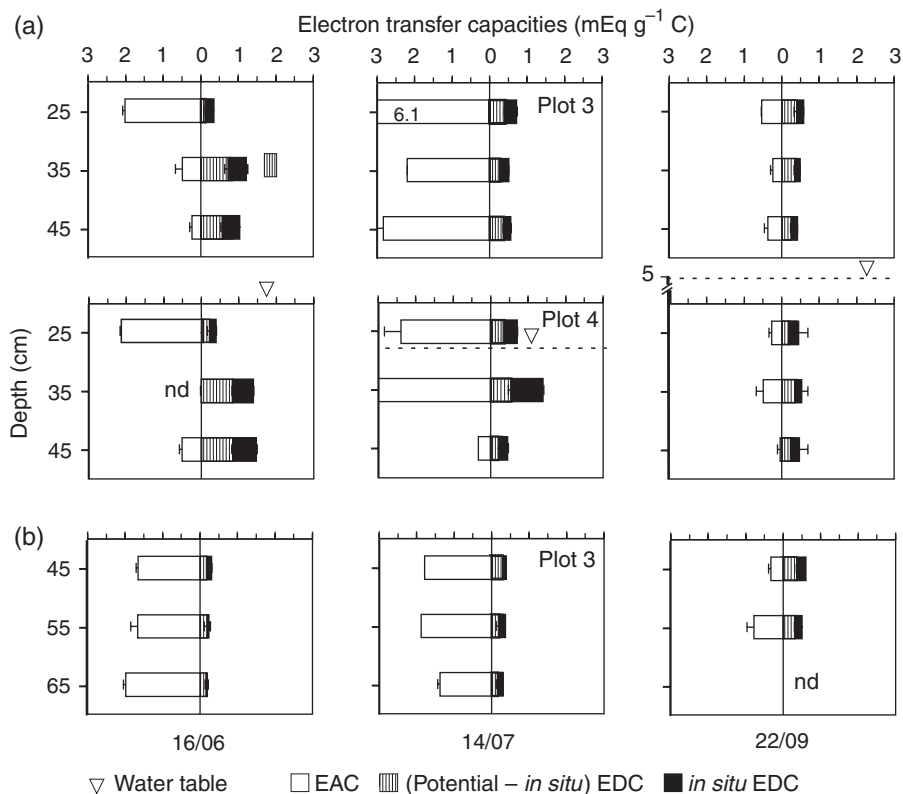 (a) Electron transfer capacities (mEq g⁻¹ C)
3 2 1 0 1 2 3 3 2 1 0 1 2 3 3 2 1 0 1 2 3
25
35
45
6.1
Plot 3
5
25
35
45
nd
Plot 4
Depth (cm)
(b)
45
55
65
Plot 3
nd
16/06 14/07 22/09
▽ Water table □ EAC ▥ (Potential – in situ) EDC ■ in situ EDC